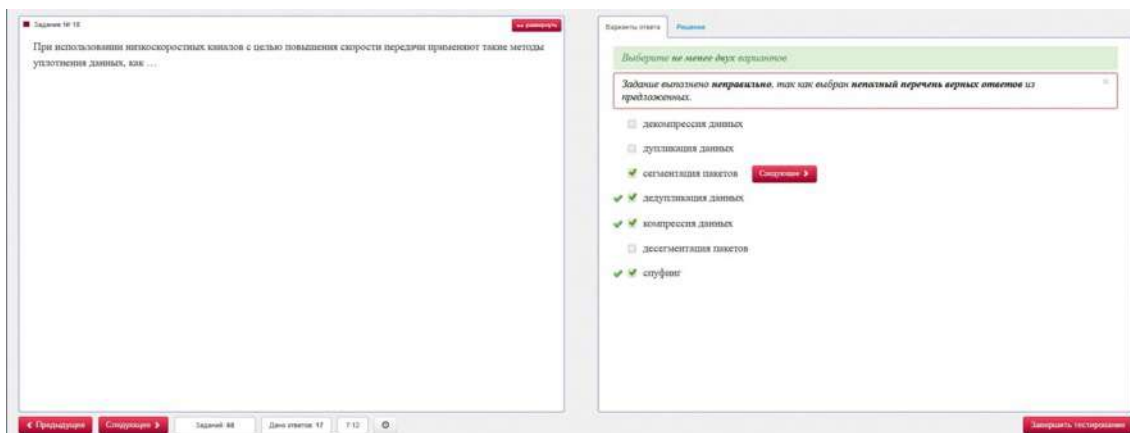 Задание № 18
развернуть
При использовании низкоскоростных каналов с целью повышения скорости передачи применяют такие методы
уплотнения данных, как …
Варианты ответа Решение
Выберите не менее двух вариантов
Задание выполнено неправильно, так как выбран неполный перечень верных ответов из
предложенных.
декомпрессия данных
дупликация данных
сегментация пакетов Следующее
дедупликация данных
компрессия данных
десегментация пакетов
спуфинг
Предыдущее Следующее Заданий Дано ответов 17 7:12 Завершить тестирование